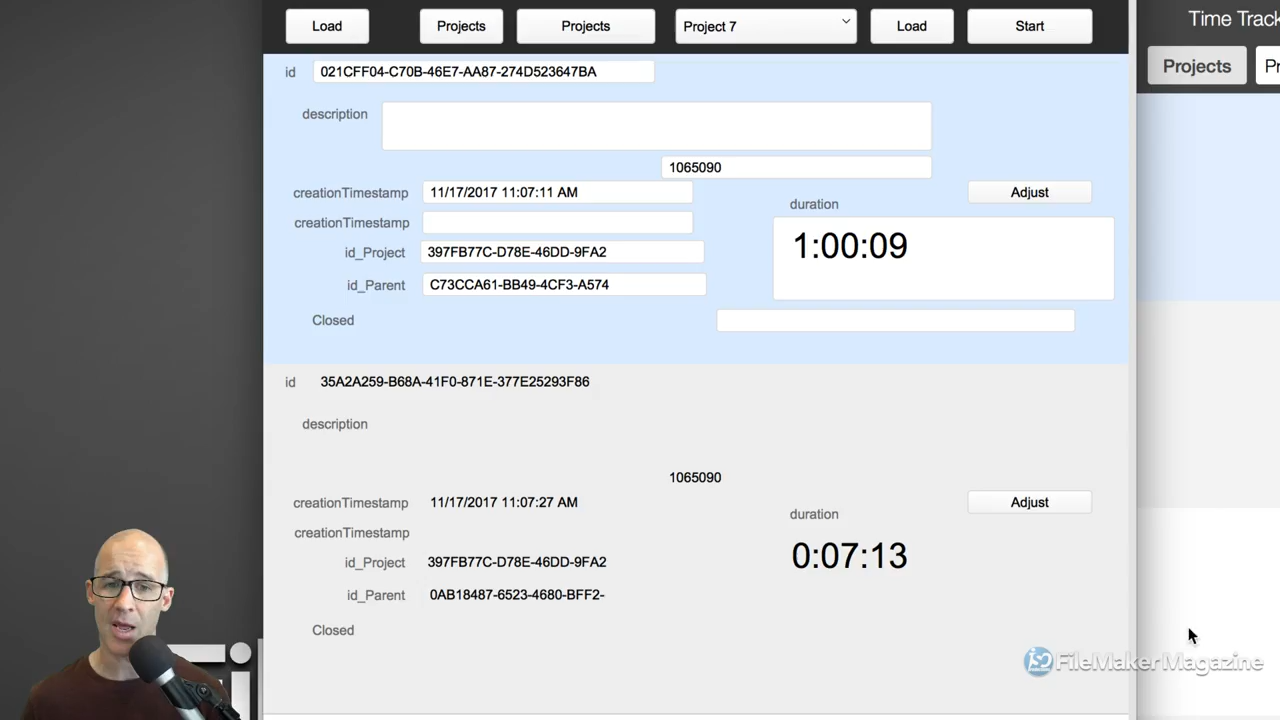 Time Track
Load
Projects
Projects
Project 7
Load
Start
Projects
Pr
id
021CFF04-C70B-46E7-AA87-274D523647BA
description
1065090
creationTimestamp
11/17/2017 11:07:11 AM
Adjust
creationTimestamp
duration
1:00:09
id_Project
397FB77C-D78E-46DD-9FA2
id_Parent
C73CCA61-BB49-4CF3-A574
Closed
id
35A2A259-B68A-41F0-871E-377E25293F86
description
1065090
creationTimestamp
11/17/2017 11:07:27 AM
Adjust
creationTimestamp
duration
0:07:13
id_Project
397FB77C-D78E-46DD-9FA2
id_Parent
0AB18487-6523-4680-BFF2-
Closed
FileMaker Magazine